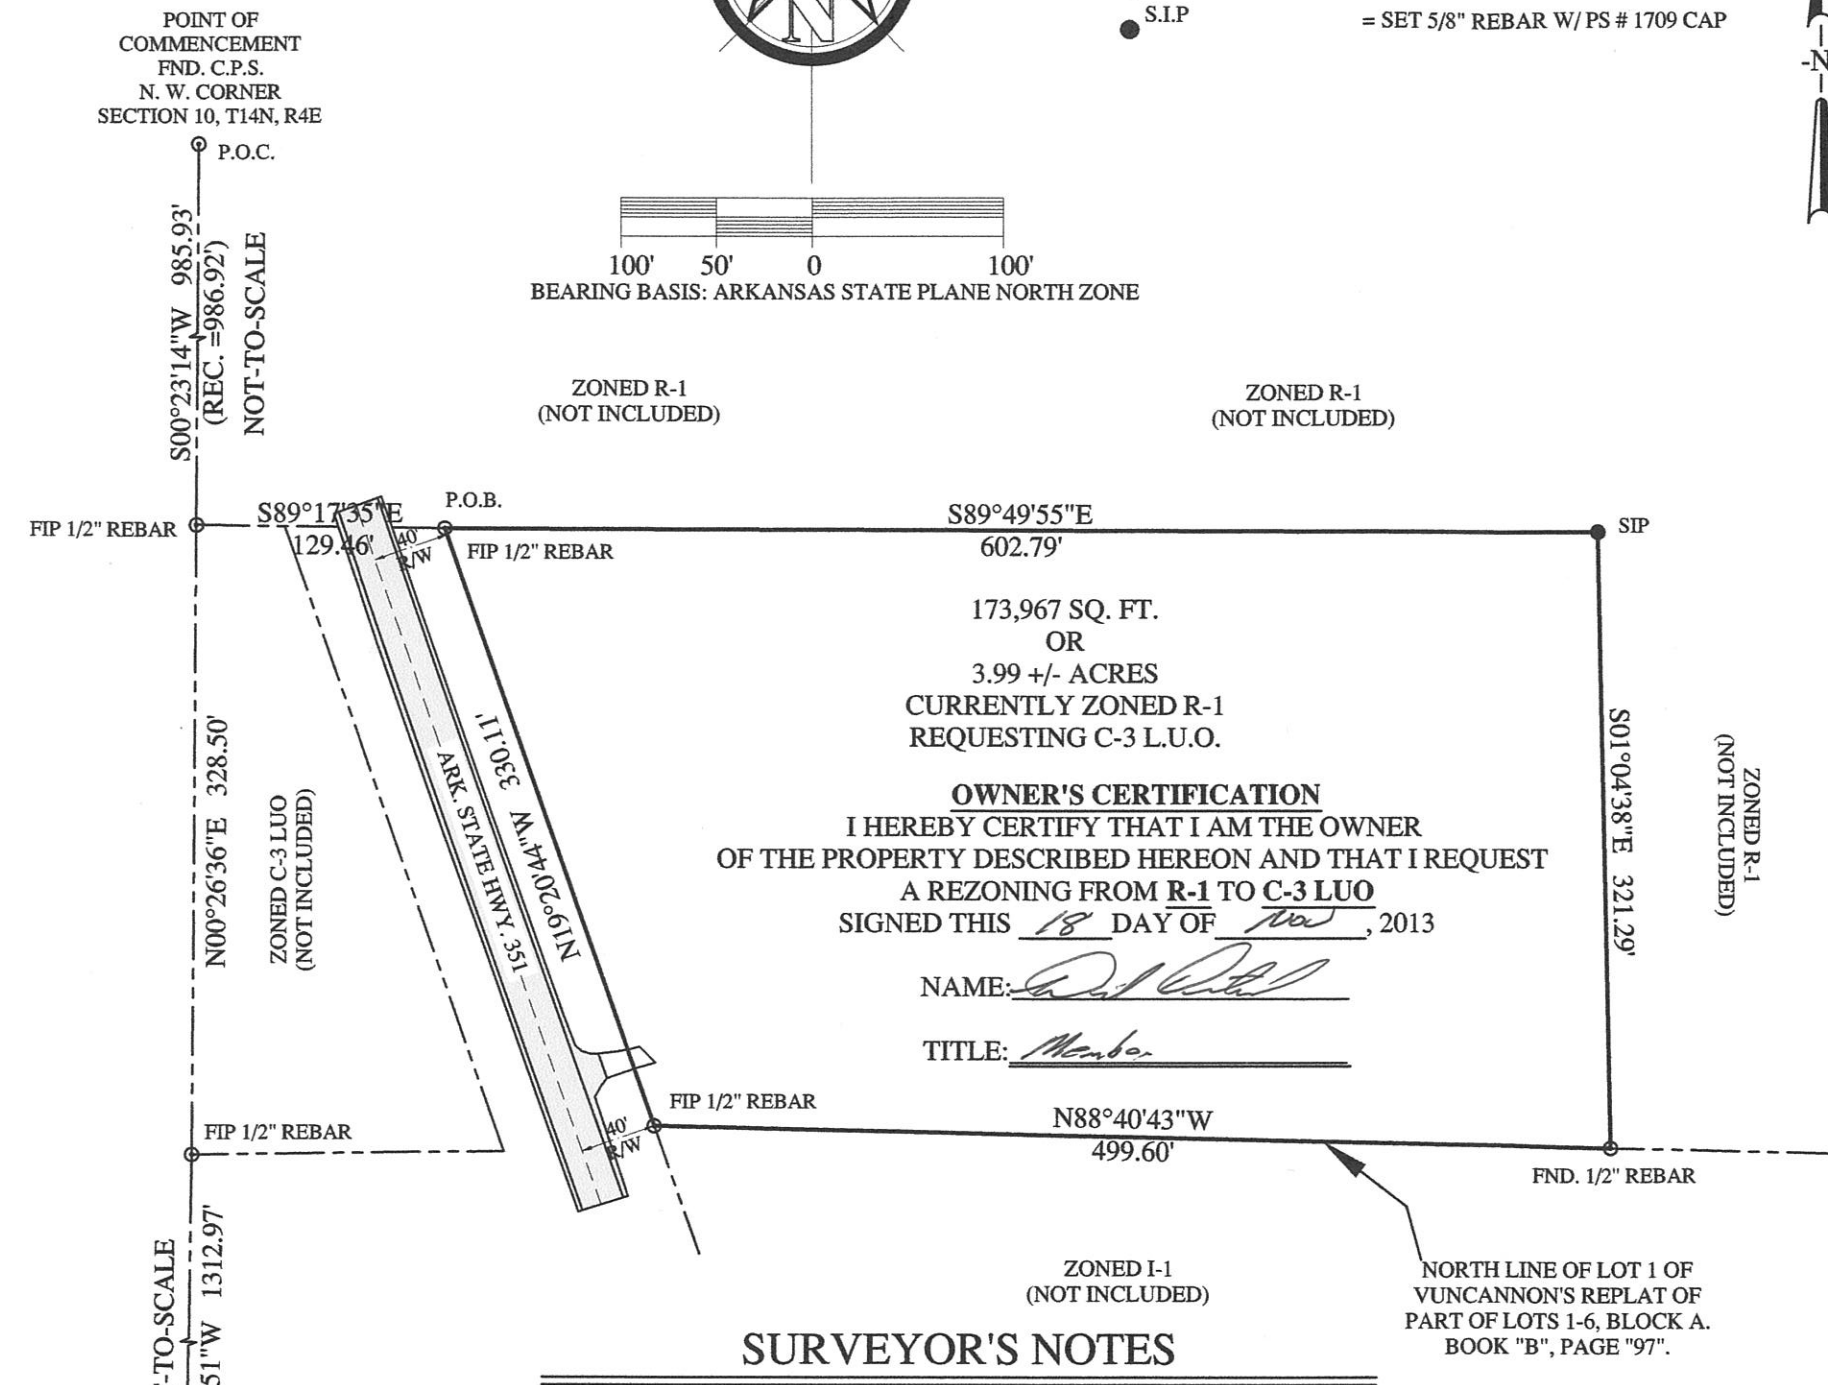 POINT OF
COMMENCEMENT
FND. C.P.S.
N. W. CORNER
SECTION 10, T14N, R4E
P.O.C.
N
S.I.P
= SET 5/8" REBAR W/ PS # 1709 CAP
-N
S00°23'14"W 985.93'
(REC. =986.92')
NOT-TO-SCALE
100' 50' 0 100'
BEARING BASIS: ARKANSAS STATE PLANE NORTH ZONE
ZONED R-1
(NOT INCLUDED)
ZONED R-1
(NOT INCLUDED)
FIP 1/2" REBAR
S89°17'35"E
129.46'
40'
R/W
P.O.B.
FIP 1/2" REBAR
S89°49'55"E
602.79'
SIP
173,967 SQ. FT.
OR
3.99 +/- ACRES
CURRENTLY ZONED R-1
REQUESTING C-3 L.U.O.
OWNER'S CERTIFICATION
I HEREBY CERTIFY THAT I AM THE OWNER
OF THE PROPERTY DESCRIBED HEREON AND THAT I REQUEST
A REZONING FROM R-1 TO C-3 LUO
SIGNED THIS 18 DAY OF Nov, 2013
NAME:
TITLE: Member
N00°26'36"E 328.50'
ZONED C-3 LUO
(NOT INCLUDED)
ARK. STATE HWY. 351
N19°20'44"W 330.11'
S01°04'38"E 321.29'
ZONED R-1
(NOT INCLUDED)
FIP 1/2" REBAR
40'
R/W
FIP 1/2" REBAR
N88°40'43"W
499.60'
FND. 1/2" REBAR
-TO-SCALE
51"W 1312.97'
ZONED I-1
(NOT INCLUDED)
NORTH LINE OF LOT 1 OF
VUNCANNON'S REPLAT OF
PART OF LOTS 1-6, BLOCK A.
BOOK "B", PAGE "97".
SURVEYOR'S NOTES